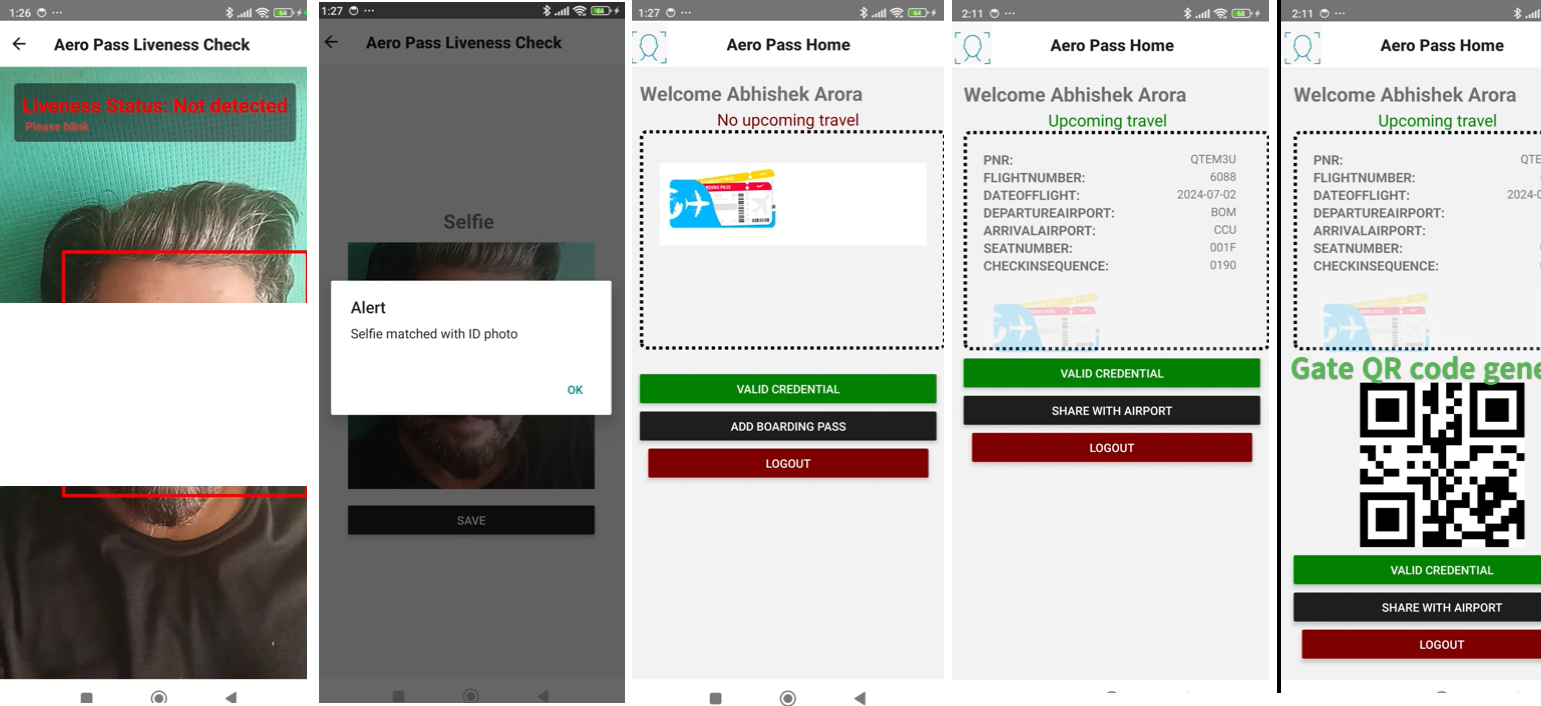 1:26
Aero Pass Liveness Check
Liveness Status: Not detected
Please blink
1:27
Aero Pass Liveness Check
Selfie
Alert
Selfie matched with ID photo
OK
SAVE
1:27
Aero Pass Home
Welcome Abhishek Arora
No upcoming travel
VALID CREDENTIAL
ADD BOARDING PASS
LOGOUT
2:11
Aero Pass Home
Welcome Abhishek Arora
Upcoming travel
PNR: QTEM3U
FLIGHTNUMBER: 6088
DATEOFFLIGHT: 2024-07-02
DEPARTUREAIRPORT: BOM
ARRIVALAIRPORT: CCU
SEATNUMBER: 001F
CHECKINSEQUENCE: 0190
VALID CREDENTIAL
SHARE WITH AIRPORT
LOGOUT
2:11
Aero Pass Home
Welcome Abhishek Arora
Upcoming travel
PNR: QTE
FLIGHTNUMBER:
DATEOFFLIGHT: 2024-0
DEPARTUREAIRPORT:
ARRIVALAIRPORT:
SEATNUMBER:
CHECKINSEQUENCE:
Gate QR code gene
VALID CREDENTIAL
SHARE WITH AIRPORT
LOGOUT